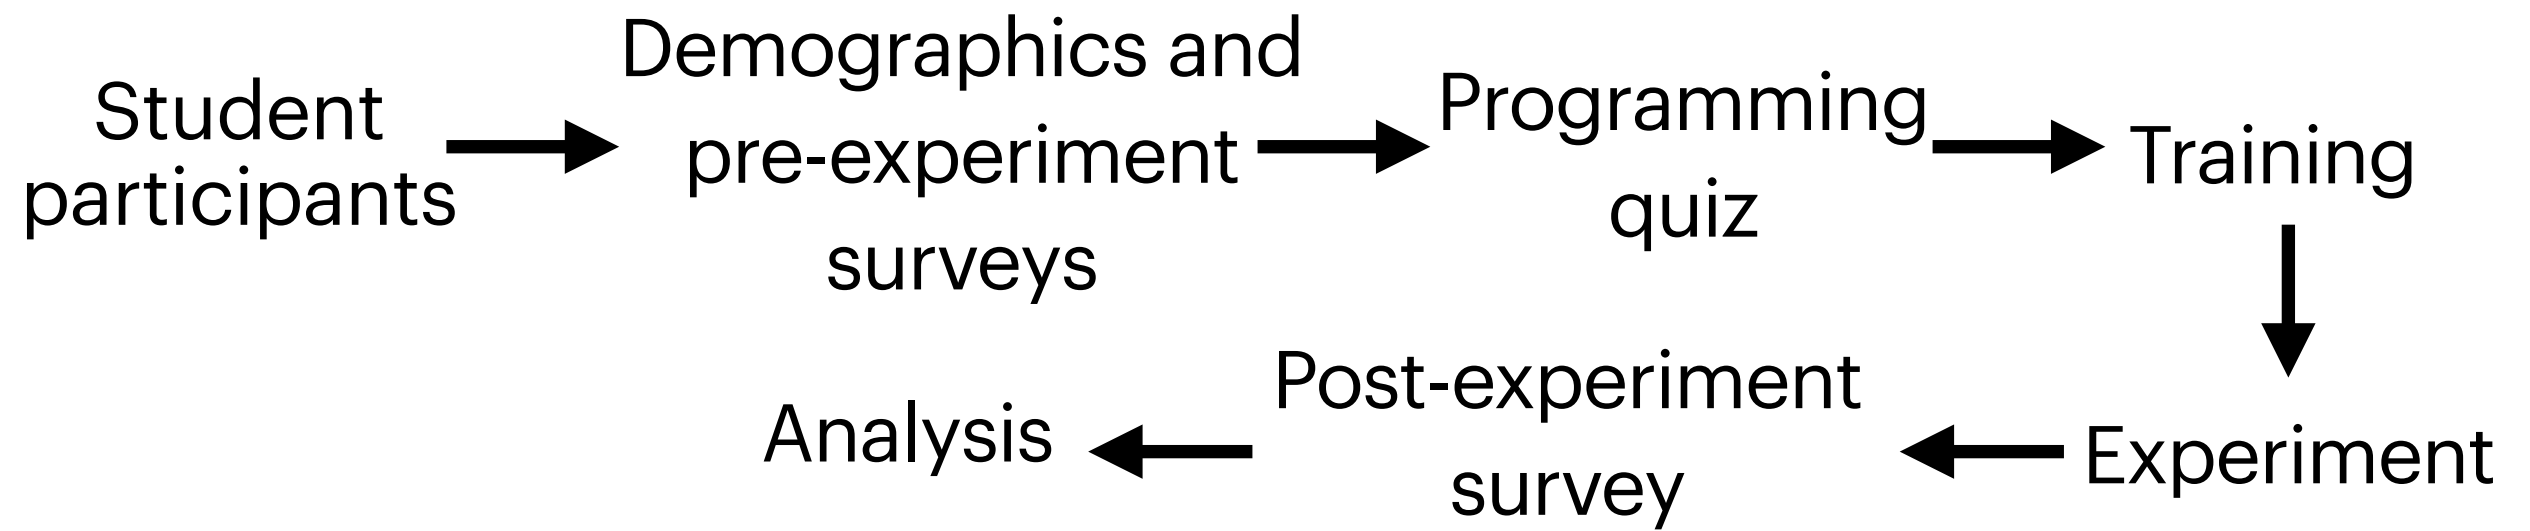 Student
participants
Demographics and
pre-experiment
surveys
Programming
quiz
Training
Experiment
Post-experiment
survey
Analysis